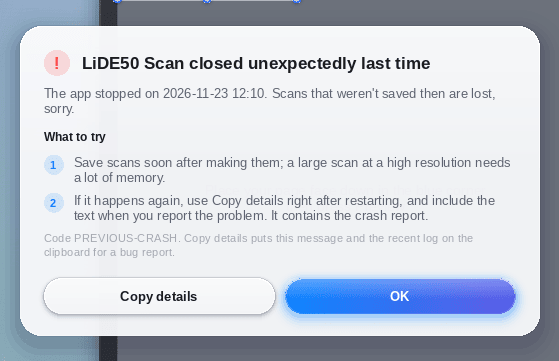 ! LiDE50 Scan closed unexpectedly last time
The app stopped on 2026-11-23 12:10. Scans that weren't saved then are lost,
sorry.
What to try
1 Save scans soon after making them; a large scan at a high resolution needs
a lot of memory.
2 If it happens again, use Copy details right after restarting, and include the
text when you report the problem. It contains the crash report.
Code PREVIOUS-CRASH. Copy details puts this message and the recent log on the
clipboard for a bug report.
Copy details OK